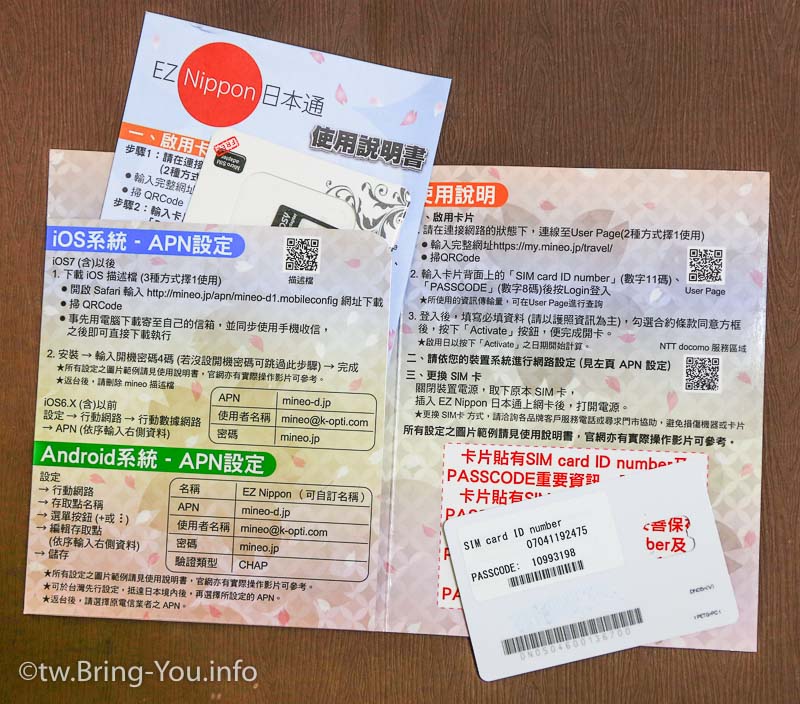 EZ Nippon 日本通
使用說明書
一、啟用卡
步驟1：請在連接
(2種方式
●輸入完整網址
●掃 QRCode
步驟2：輸入卡
Micro SIM
adapter
iOS系統 - APN設定
iOS7 (含)以後
1. 下載 iOS 描述檔 (3種方式擇1使用)
●開啟 Safari 輸入 http://mineo.jp/apn/mineo-d1.mobileconfig 網址下載
●掃 QRCode
●事先用電腦下載寄至自己的信箱，並同步使用手機收信，
之後即可直接下載執行
描述檔
2. 安裝 → 輸入開機密碼4碼 (若沒設開機密碼可跳過此步驟) → 完成
★所有設定之圖片範例請見使用說明書，官網亦有實際操作影片可參考。
★返台後，請刪除 mineo 描述檔
iOS6.X (含)以前
設定 → 行動網路 → 行動數據網路
→ APN (依序輸入右側資料)
APN mineo-d.jp
使用者名稱 mineo@k-opti.com
密碼 mineo.jp
Android系統 - APN設定
設定
→ 行動網路
→ 存取點名稱
→ 選單按鈕 (+或⋮)
→ 編輯存取點
(依序輸入右側資料)
→ 儲存
名稱 EZ Nippon （可自訂名稱）
APN mineo-d.jp
使用者名稱 mineo@k-opti.com
密碼 mineo.jp
驗證類型 CHAP
★所有設定之圖片範例請見使用說明書，官網亦有實際操作影片可參考。
★可於台灣先行設定，抵達日本境內後，再選擇所設定的 APN。
★返台後，請選擇原電信業者之 APN。
使用說明
、啟用卡片
請在連接網路的狀態下，連線至User Page(2種方式擇1使用)
●輸入完整網址https://my.mineo.jp/travel/
●掃QRCode
User Page
2. 輸入卡片背面上的「SIM card ID number」(數字11碼)、
「PASSCODE」(數字8碼)後按Login登入
★所使用的資訊傳輸量，可在User Page進行查詢
3. 登入後，填寫必填資料 (請以護照資訊為主)，勾選合約條款同意方框
後，按下「Activate」按鈕，便完成開卡。
★啟用日以按下「Activate」之日期開始計算。
NTT docomo 服務區域
二、請依您的裝置系統進行網路設定 (見左頁 APN 設定)
三、更換 SIM卡
關閉裝置電源，取下原本 SIM 卡，
插入 EZ Nippon 日本通上網卡後，打開電源。
★更換 SIM卡 方式，請洽詢各品牌客戶服務電話或尋求門市協助，避免損傷機器或卡片
所有設定之圖片範例請見使用說明書，官網亦有實際操作影片可參考。
卡片貼有SIM card ID number及
PASSCODE重要資訊
卡片貼有SIM
PASSCO
SIM card ID number
07041192475
PASSCODE: 10993198
善保
ber及
DN05H(V)
1PETG+PC1
040504600136700
©tw.Bring-You.info